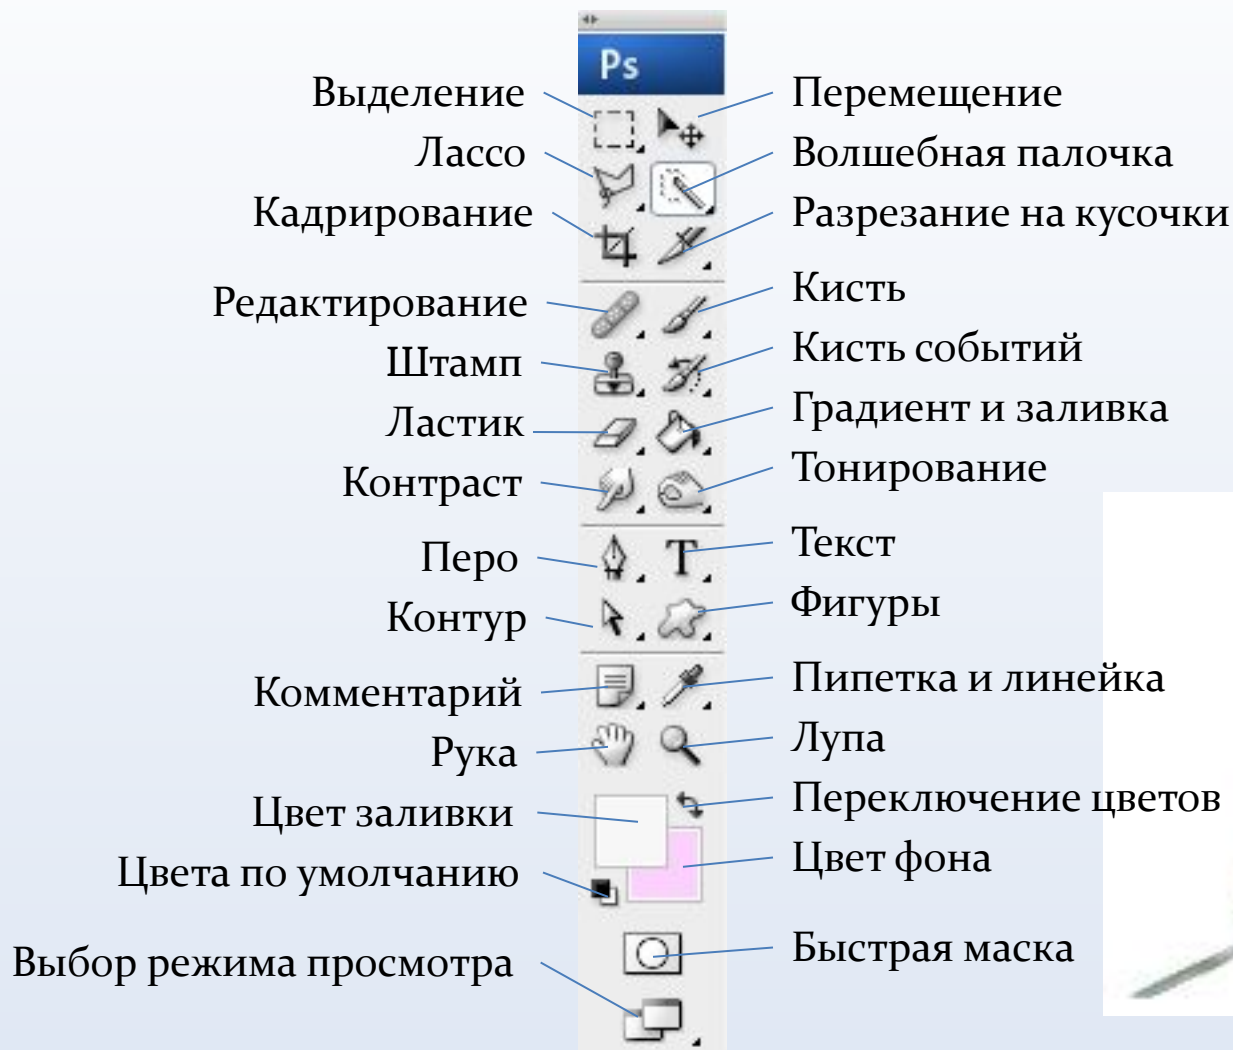 Ps
Выделение
Перемещение
Лассо
Волшебная палочка
Кадрирование
Разрезание на кусочки
Редактирование
Кисть
Штамп
Кисть событий
Ластик
Градиент и заливка
Контраст
Тонирование
Перо
T
Текст
Контур
Фигуры
Комментарий
Пипетка и линейка
Рука
Лупа
Цвет заливки
Переключение цветов
Цвета по умолчанию
Цвет фона
Выбор режима просмотра
Быстрая маска